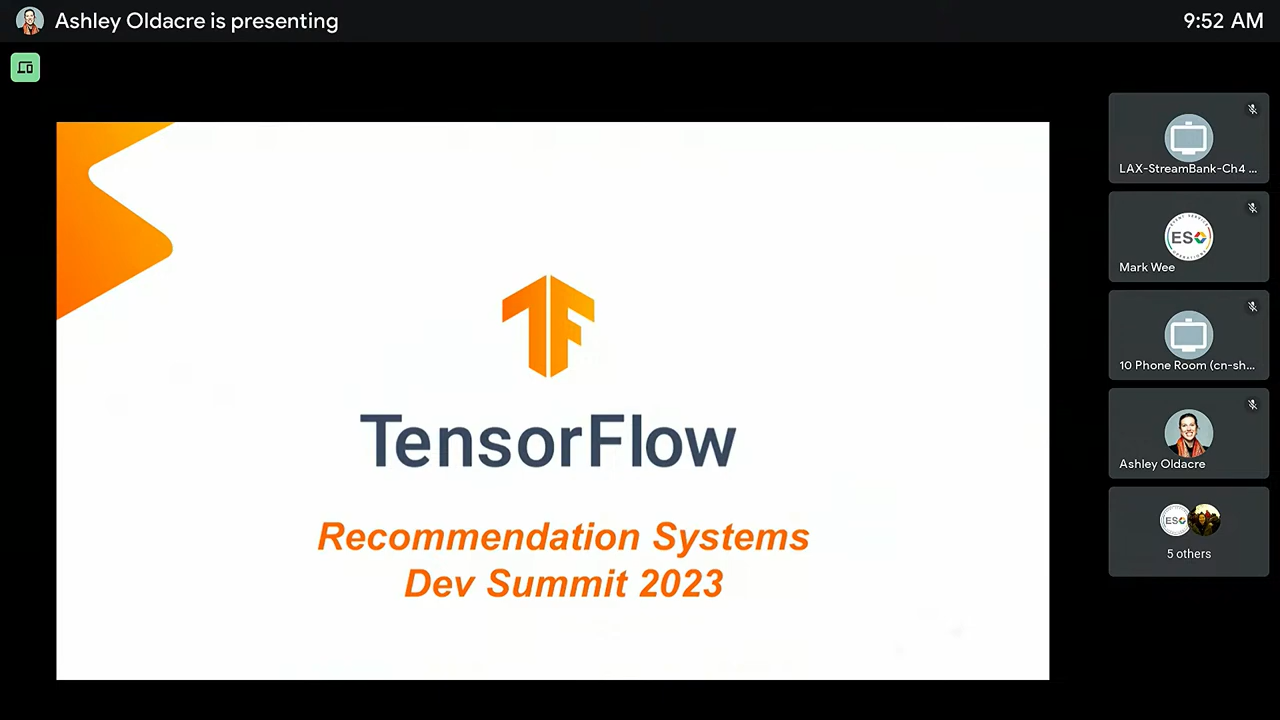 Ashley Oldacre is presenting
9:52 AM
TensorFlow
Recommendation Systems
Dev Summit 2023
LAX-StreamBank-Ch4 ...
ESO
Mark Wee
10 Phone Room (cn-sh...
Ashley Oldacre
ESO
5 others